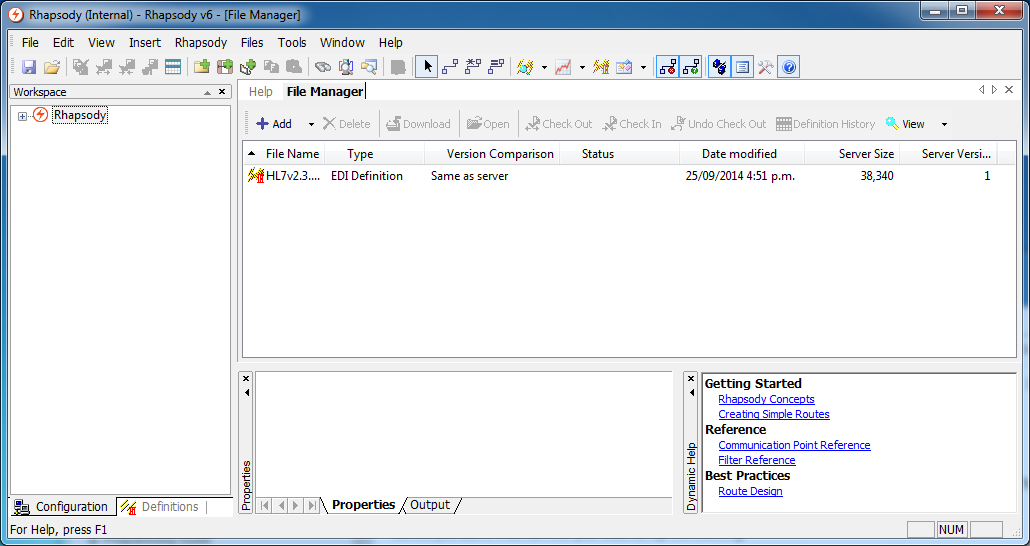 Rhapsody (Internal) - Rhapsody v6 - [File Manager]
File Edit View Insert Rhapsody Files Tools Window Help
Workspace
Help File Manager
Rhapsody
Add Delete Download Open Check Out Check In Undo Check Out Definition History View
File Name Type Version Comparison Status Date modified Server Size Server Versi...
HL7v2.3.... EDI Definition Same as server 25/09/2014 4:51 p.m. 38,340 1
Properties
Properties Output
Dynamic Help
Getting Started
Rhapsody Concepts
Creating Simple Routes
Reference
Communication Point Reference
Filter Reference
Best Practices
Route Design
Configuration Definitions
For Help, press F1
NUM